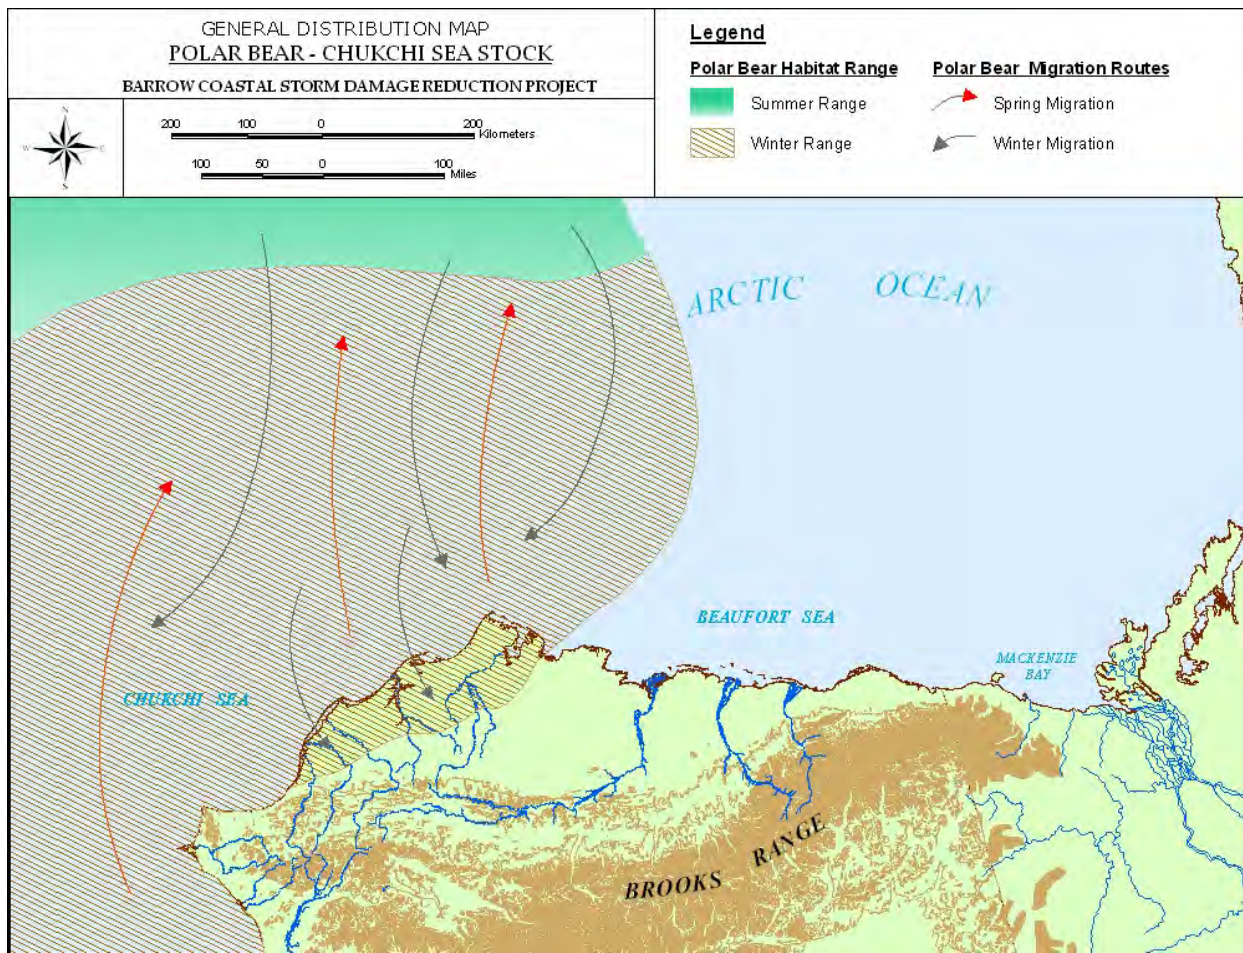 GENERAL DISTRIBUTION MAP
POLAR BEAR - CHUKCHI SEA STOCK
BARROW COASTAL STORM DAMAGE REDUCTION PROJECT
N
W
E
S
200 100 0 200
Kilometers
100 50 0 100
Miles
Legend
Polar Bear Habitat Range
Summer Range
Winter Range
Polar Bear Migration Routes
Spring Migration
Winter Migration
ARCTIC OCEAN
BEAUFORT SEA
MACKENZIE
BAY
CHUKCHI SEA
BROOKS RANGE